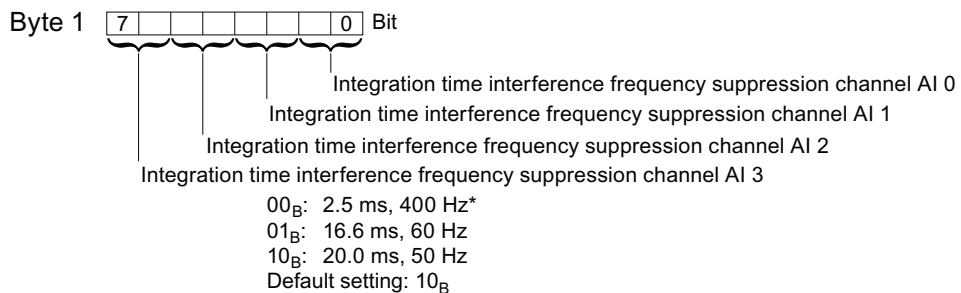 Byte 1 7 0 Bit
Integration time interference frequency suppression channel AI 0
Integration time interference frequency suppression channel AI 1
Integration time interference frequency suppression channel AI 2
Integration time interference frequency suppression channel AI 3
00B: 2.5 ms, 400 Hz*
01B: 16.6 ms, 60 Hz
10B: 20.0 ms, 50 Hz
Default setting: 10B